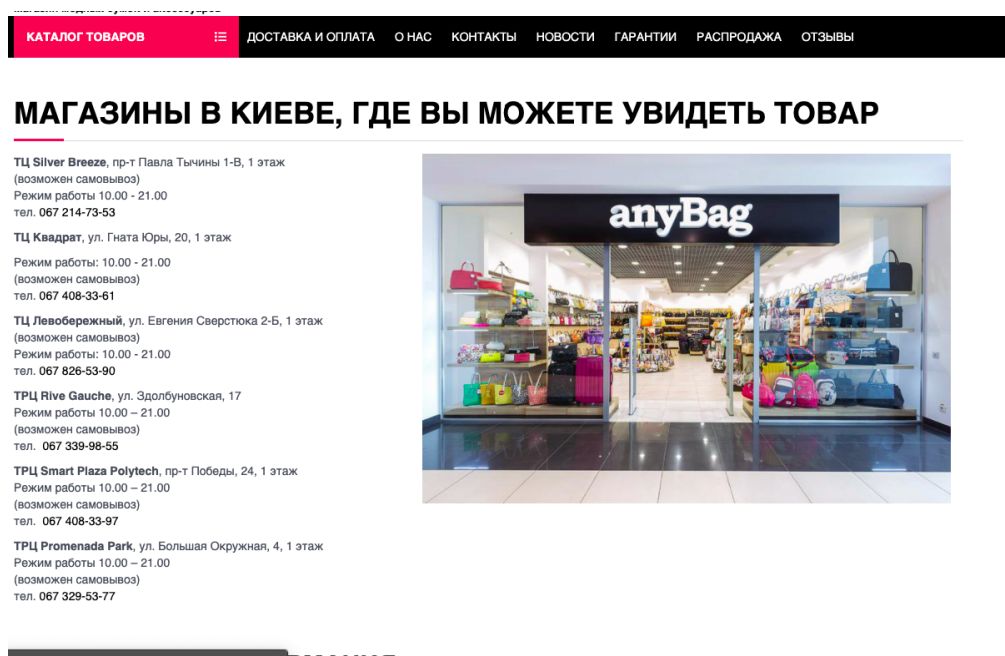 КАТАЛОГ ТОВАРОВ ДОСТАВКА И ОПЛАТА О НАС КОНТАКТЫ НОВОСТИ ГАРАНТИИ РАСПРОДАЖА ОТЗЫВЫ
МАГАЗИНЫ В КИЕВЕ, ГДЕ ВЫ МОЖЕТЕ УВИДЕТЬ ТОВАР
ТЦ Silver Breeze, пр-т Павла Тычины 1-В, 1 этаж
(возможен самовывоз)
Режим работы 10.00 - 21.00
тел. 067 214-73-53
ТЦ Квадрат, ул. Гната Юры, 20, 1 этаж
Режим работы: 10.00 - 21.00
(возможен самовывоз)
тел. 067 408-33-61
ТЦ Левобережный, ул. Евгения Сверстюка 2-Б, 1 этаж
(возможен самовывоз)
Режим работы: 10.00 - 21.00
тел. 067 826-53-90
ТРЦ Rive Gauche, ул. Здолбуновская, 17
Режим работы 10.00 – 21.00
(возможен самовывоз)
тел. 067 339-98-55
ТРЦ Smart Plaza Polytech, пр-т Победы, 24, 1 этаж
Режим работы 10.00 – 21.00
(возможен самовывоз)
тел. 067 408-33-97
ТРЦ Promenada Park, ул. Большая Окружная, 4, 1 этаж
Режим работы 10.00 – 21.00
(возможен самовывоз)
тел. 067 329-53-77
anyBag